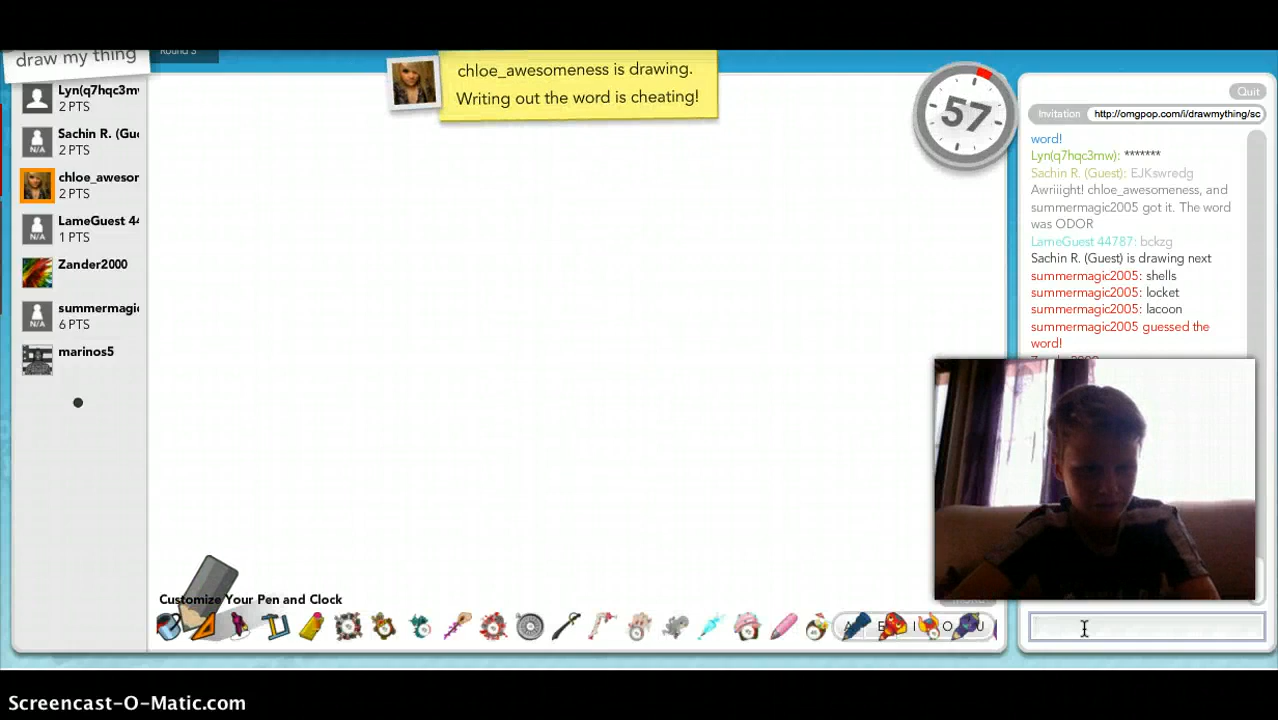 draw my thing
Round 3
chloe_awesomeness is drawing.
Writing out the word is cheating!
57
Lyn(q7hqc3mw
2 PTS
Sachin R. (Gue
2 PTS
chloe_awesor
2 PTS
LameGuest 44
1 PTS
Zander2000
summermagic
6 PTS
marinos5
N/A
N/A
N/A
Quit
Invitation http://omgpop.com/i/drawmything/sc
word!
Lyn(q7hqc3mw): *******
Sachin R. (Guest): EJKswredg
Awriiight! chloe_awesomeness, and
summermagic2005 got it. The word
was ODOR
LameGuest 44787: bckzg
Sachin R. (Guest) is drawing next
summermagic2005: shells
summermagic2005: locket
summermagic2005: lacoon
summermagic2005 guessed the
word!
Customize Your Pen and Clock
A E I O U
Screencast-O-Matic.com